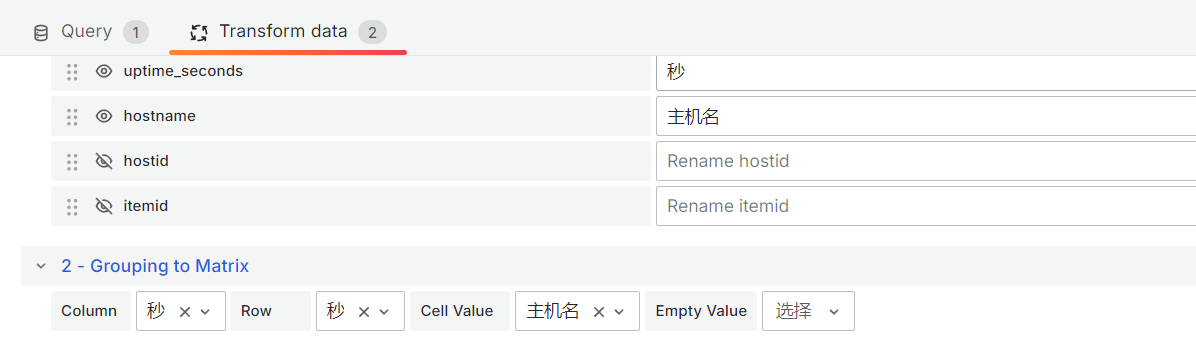 Query 1 Transform data 2
uptime_seconds 秒
hostname 主机名
hostid Rename hostid
itemid Rename itemid
2 - Grouping to Matrix
Column 秒 Row 秒 Cell Value 主机名 Empty Value 选择